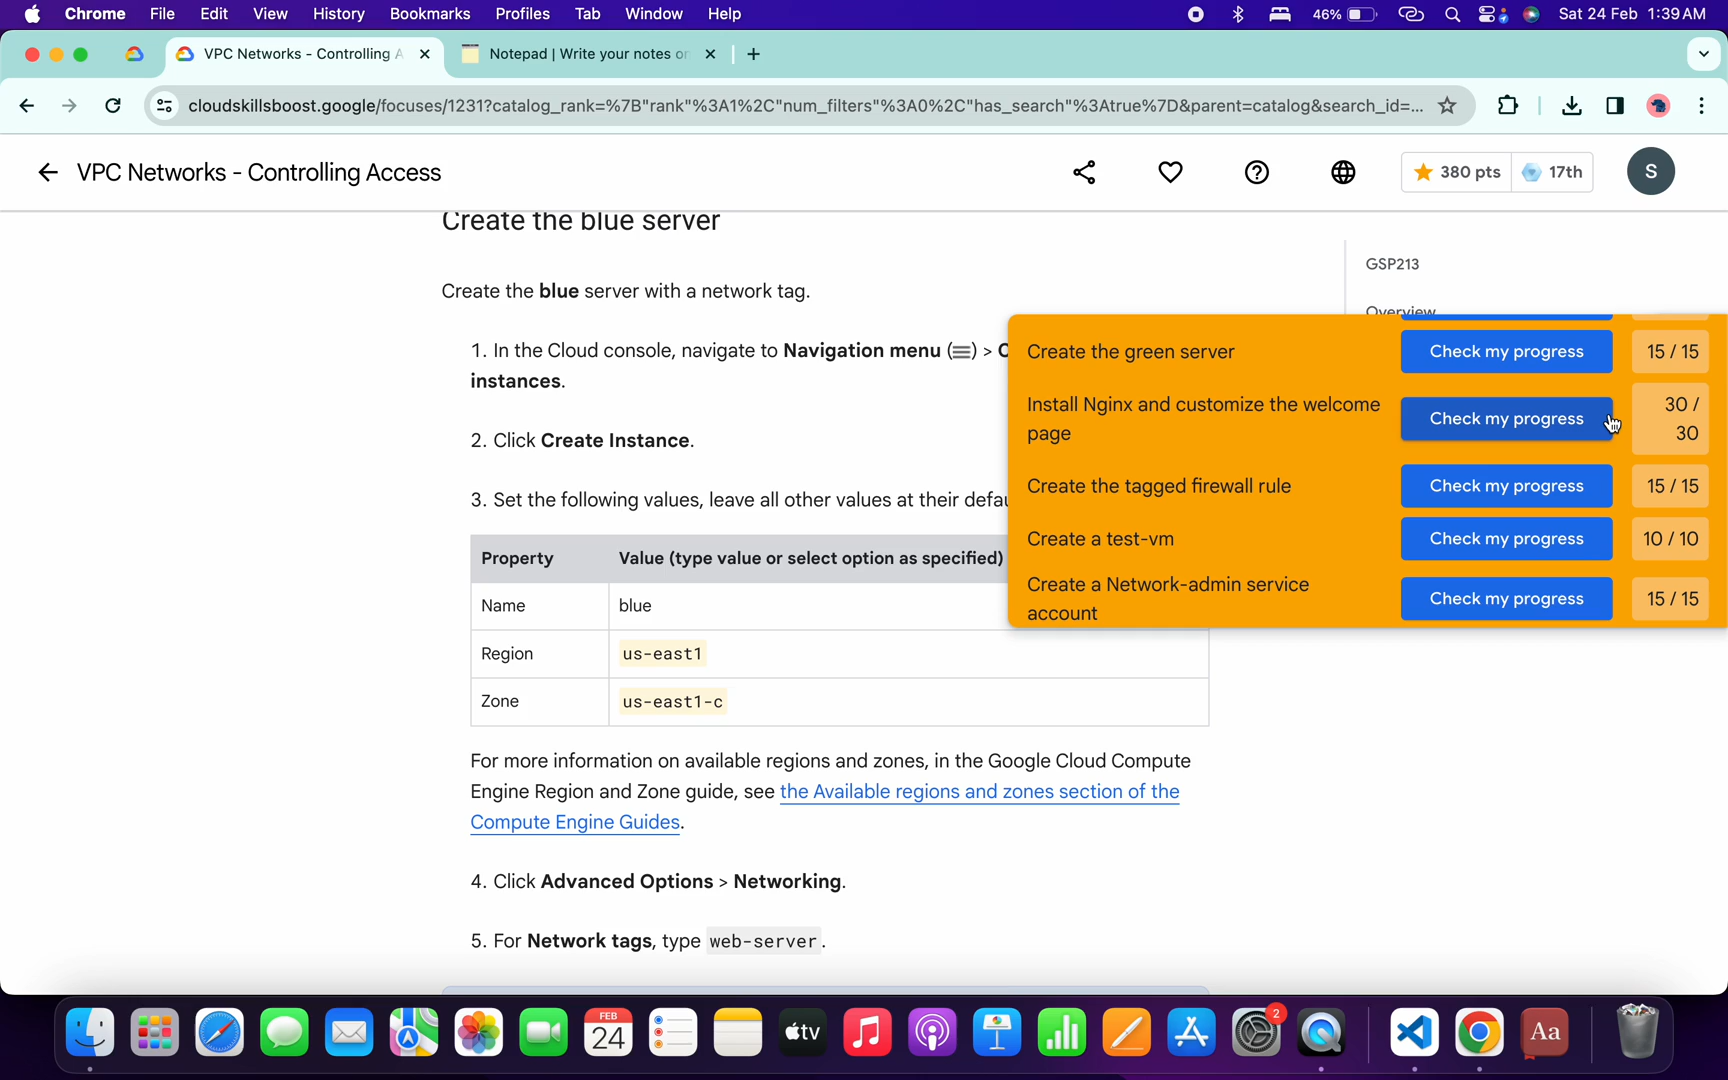 Chrome File Edit View History Bookmarks Profiles Tab Window Help 46% Sat 24 Feb 1:39 AM
VPC Networks - Controlling A Notepad | Write your notes on
cloudskillsboost.google/focuses/1231?catalog_rank=%7B"rank"%3A1%2C"num_filters"%3A0%2C"has_search"%3Atrue%7D&parent=catalog&search_id=...
VPC Networks - Controlling Access 380 pts 17th S
Create the blue server
GSP213
Overview
Create the blue server with a network tag.
1. In the Cloud console, navigate to Navigation menu (≡) > C
instances.
2. Click Create Instance.
3. Set the following values, leave all other values at their defau
Property Value (type value or select option as specified)
Name blue
Region us-east1
Zone us-east1-c
For more information on available regions and zones, in the Google Cloud Compute
Engine Region and Zone guide, see the Available regions and zones section of the
Compute Engine Guides.
4. Click Advanced Options > Networking.
5. For Network tags, type web-server.
Create the green server Check my progress 15 / 15
Install Nginx and customize the welcome
page Check my progress 30 /
30
Create the tagged firewall rule Check my progress 15 / 15
Create a test-vm Check my progress 10 / 10
Create a Network-admin service
account Check my progress 15 / 15
FEB
24
tv
2
Aa